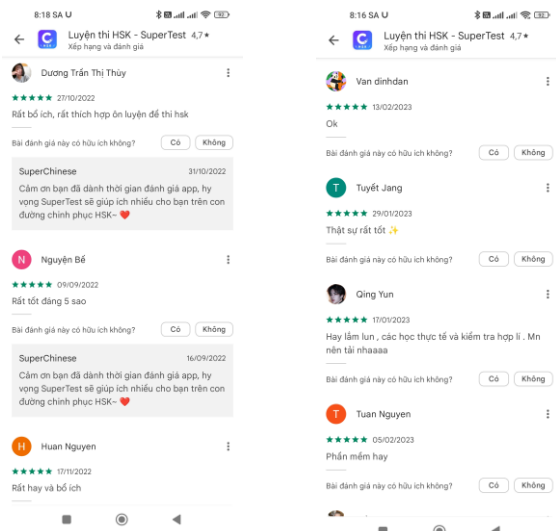 8:18 SA
Luyện thi HSK - SuperTest 4,7★
Xếp hạng và đánh giá
Dương Trần Thị Thùy
★★★★★ 27/10/2022
Rất bổ ích, rất thích hợp ôn luyện đề thi hsk
Bài đánh giá này có hữu ích không? Có Không
SuperChinese 31/10/2022
Cảm ơn bạn đã dành thời gian đánh giá app, hy
vọng SuperTest sẽ giúp ích nhiều cho bạn trên con
đường chinh phục HSK~ ❤️
N Nguyện Bế
★★★★★ 09/09/2022
Rất tốt đáng 5 sao
Bài đánh giá này có hữu ích không? Có Không
SuperChinese 16/09/2022
Cảm ơn bạn đã dành thời gian đánh giá app, hy
vọng SuperTest sẽ giúp ích nhiều cho bạn trên con
đường chinh phục HSK~ ❤️
H Huan Nguyen
★★★★★ 17/11/2022
Rất hay và bổ ích
8:16 SA
Luyện thi HSK - SuperTest 4,7★
Xếp hạng và đánh giá
Van dinhdan
★★★★★ 13/02/2023
Ok
Bài đánh giá này có hữu ích không? Có Không
T Tuyết Jang
★★★★★ 29/01/2023
Thật sự rất tốt ✨
Bài đánh giá này có hữu ích không? Có Không
Qing Yun
★★★★★ 17/01/2023
Hay lắm lun , các học thực tế và kiểm tra hợp lí . Mn
nên tải nhaaaa
Bài đánh giá này có hữu ích không? Có Không
T Tuan Nguyen
★★★★★ 05/02/2023
Phần mềm hay
Bài đánh giá này có hữu ích không? Có Không